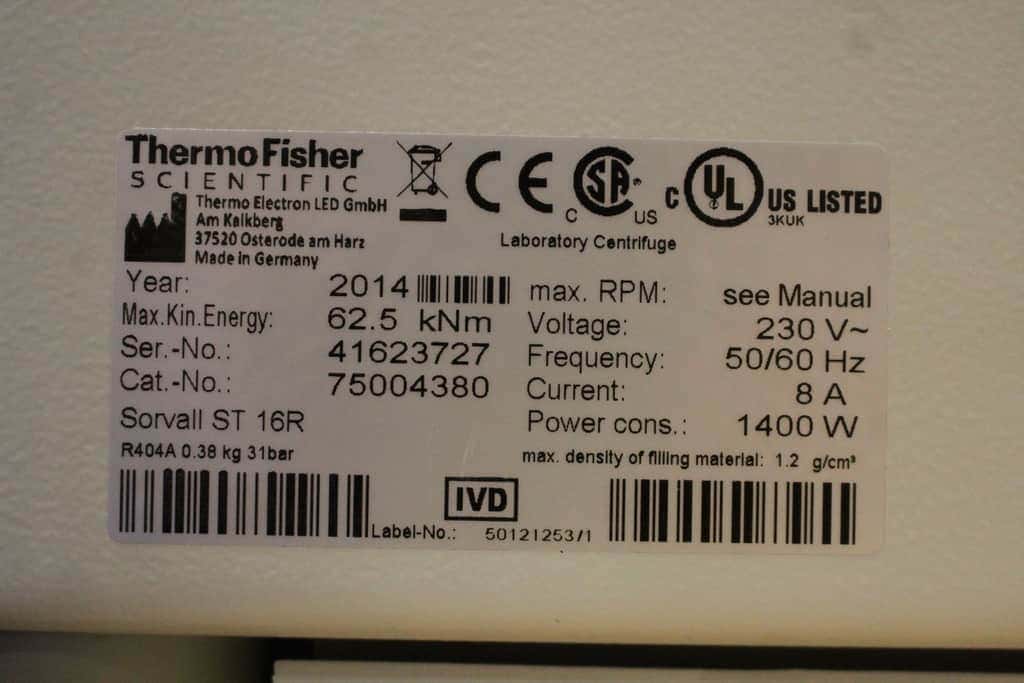 ThermoFisher
SCIENTIFIC
Thermo Electron LED GmbH
Am Kalkberg
37520 Osterode am Harz
Made in Germany
CE
C SA US
C UL US LISTED
3KUK
Laboratory Centrifuge
Year: 2014
Max.Kin.Energy: 62.5 kNm
Ser.-No.: 41623727
Cat.-No.: 75004380
Sorvall ST 16R
R404A 0.38 kg 31bar
max. RPM: see Manual
Voltage: 230 V~
Frequency: 50/60 Hz
Current: 8 A
Power cons.: 1400 W
max. density of filling material: 1.2 g/cm³
IVD
Label-No.: 50121253/1